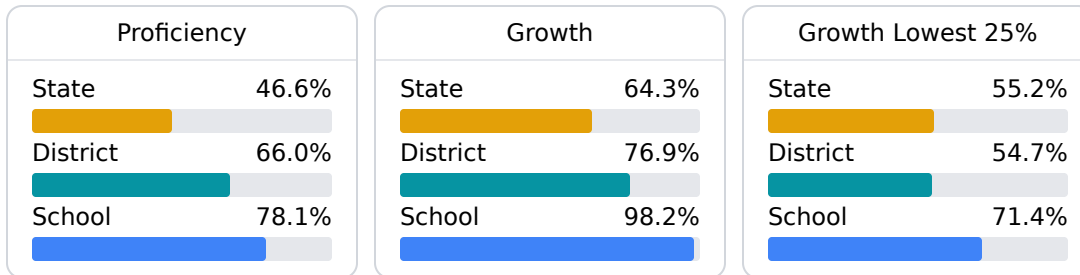 Proficiency
State 46.6%
District 66.0%
School 78.1%
Growth
State 64.3%
District 76.9%
School 98.2%
Growth Lowest 25%
State 55.2%
District 54.7%
School 71.4%